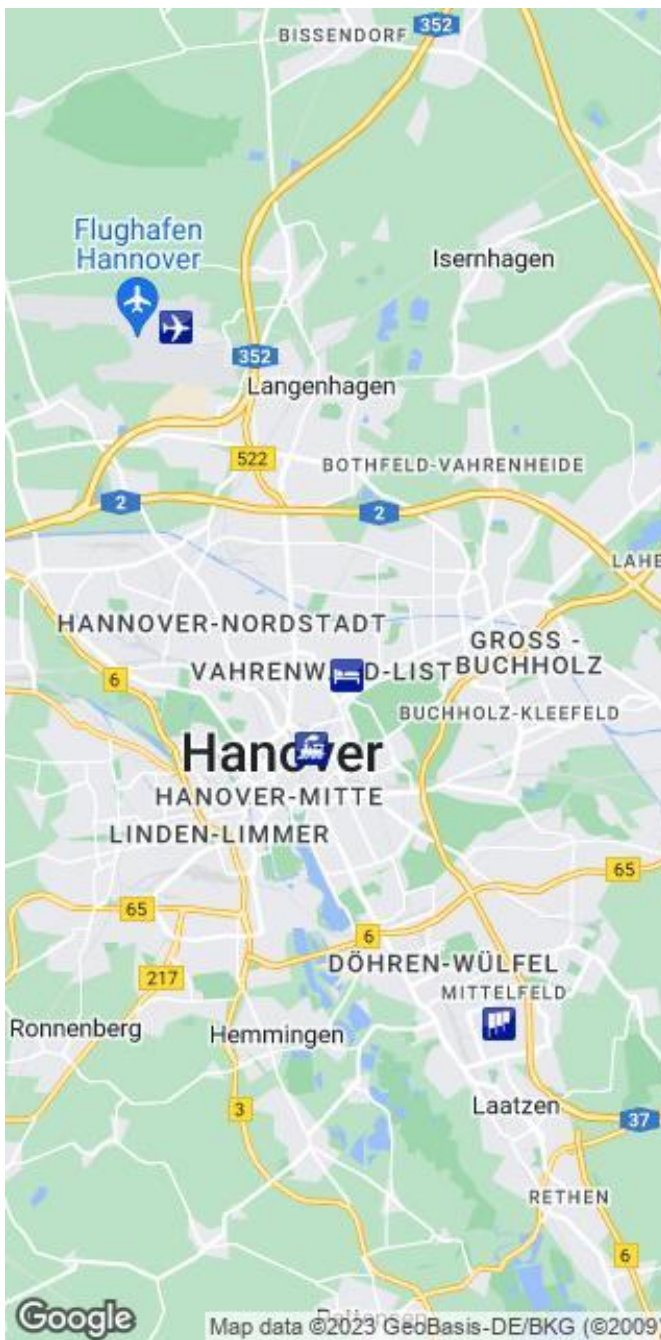 352
BISSENDORF
Flughafen
Hannover
Isernhagen
352
Langenhagen
522
BOTHFELD-VAHRENHEIDE
2
2
LAHE
HANNOVER-NORDSTADT
GROSS -
BUCHHOLZ
6
D-LIST
BUCHHOLZ-KLEEFELD
Hanover
HANOVER-MITTE
LINDEN-LIMMER
65
65
6
DÖHREN-WÜLFEL
217
MITTELFELD
Ronnenberg
Hemmingen
3
Laatzen
37
RETHEN
6
Google
Map data ©2023 GeoBasis-DE/BKG (©2009